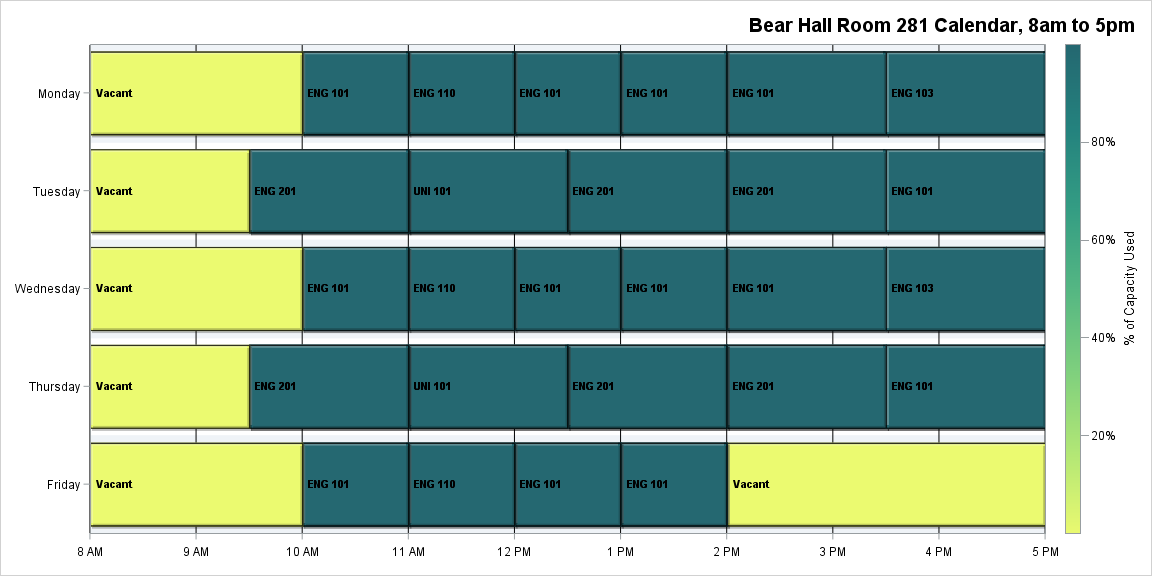 Bear Hall Room 281 Calendar, 8am to 5pm
Monday Vacant ENG 101 ENG 110 ENG 101 ENG 101 ENG 101 ENG 103
Tuesday Vacant ENG 201 UNI 101 ENG 201 ENG 201 ENG 101
Wednesday Vacant ENG 101 ENG 110 ENG 101 ENG 101 ENG 101 ENG 103
Thursday Vacant ENG 201 UNI 101 ENG 201 ENG 201 ENG 101
Friday Vacant ENG 101 ENG 110 ENG 101 ENG 101 Vacant
8 AM 9 AM 10 AM 11 AM 12 PM 1 PM 2 PM 3 PM 4 PM 5 PM
80%
60%
40%
20%
% of Capacity Used